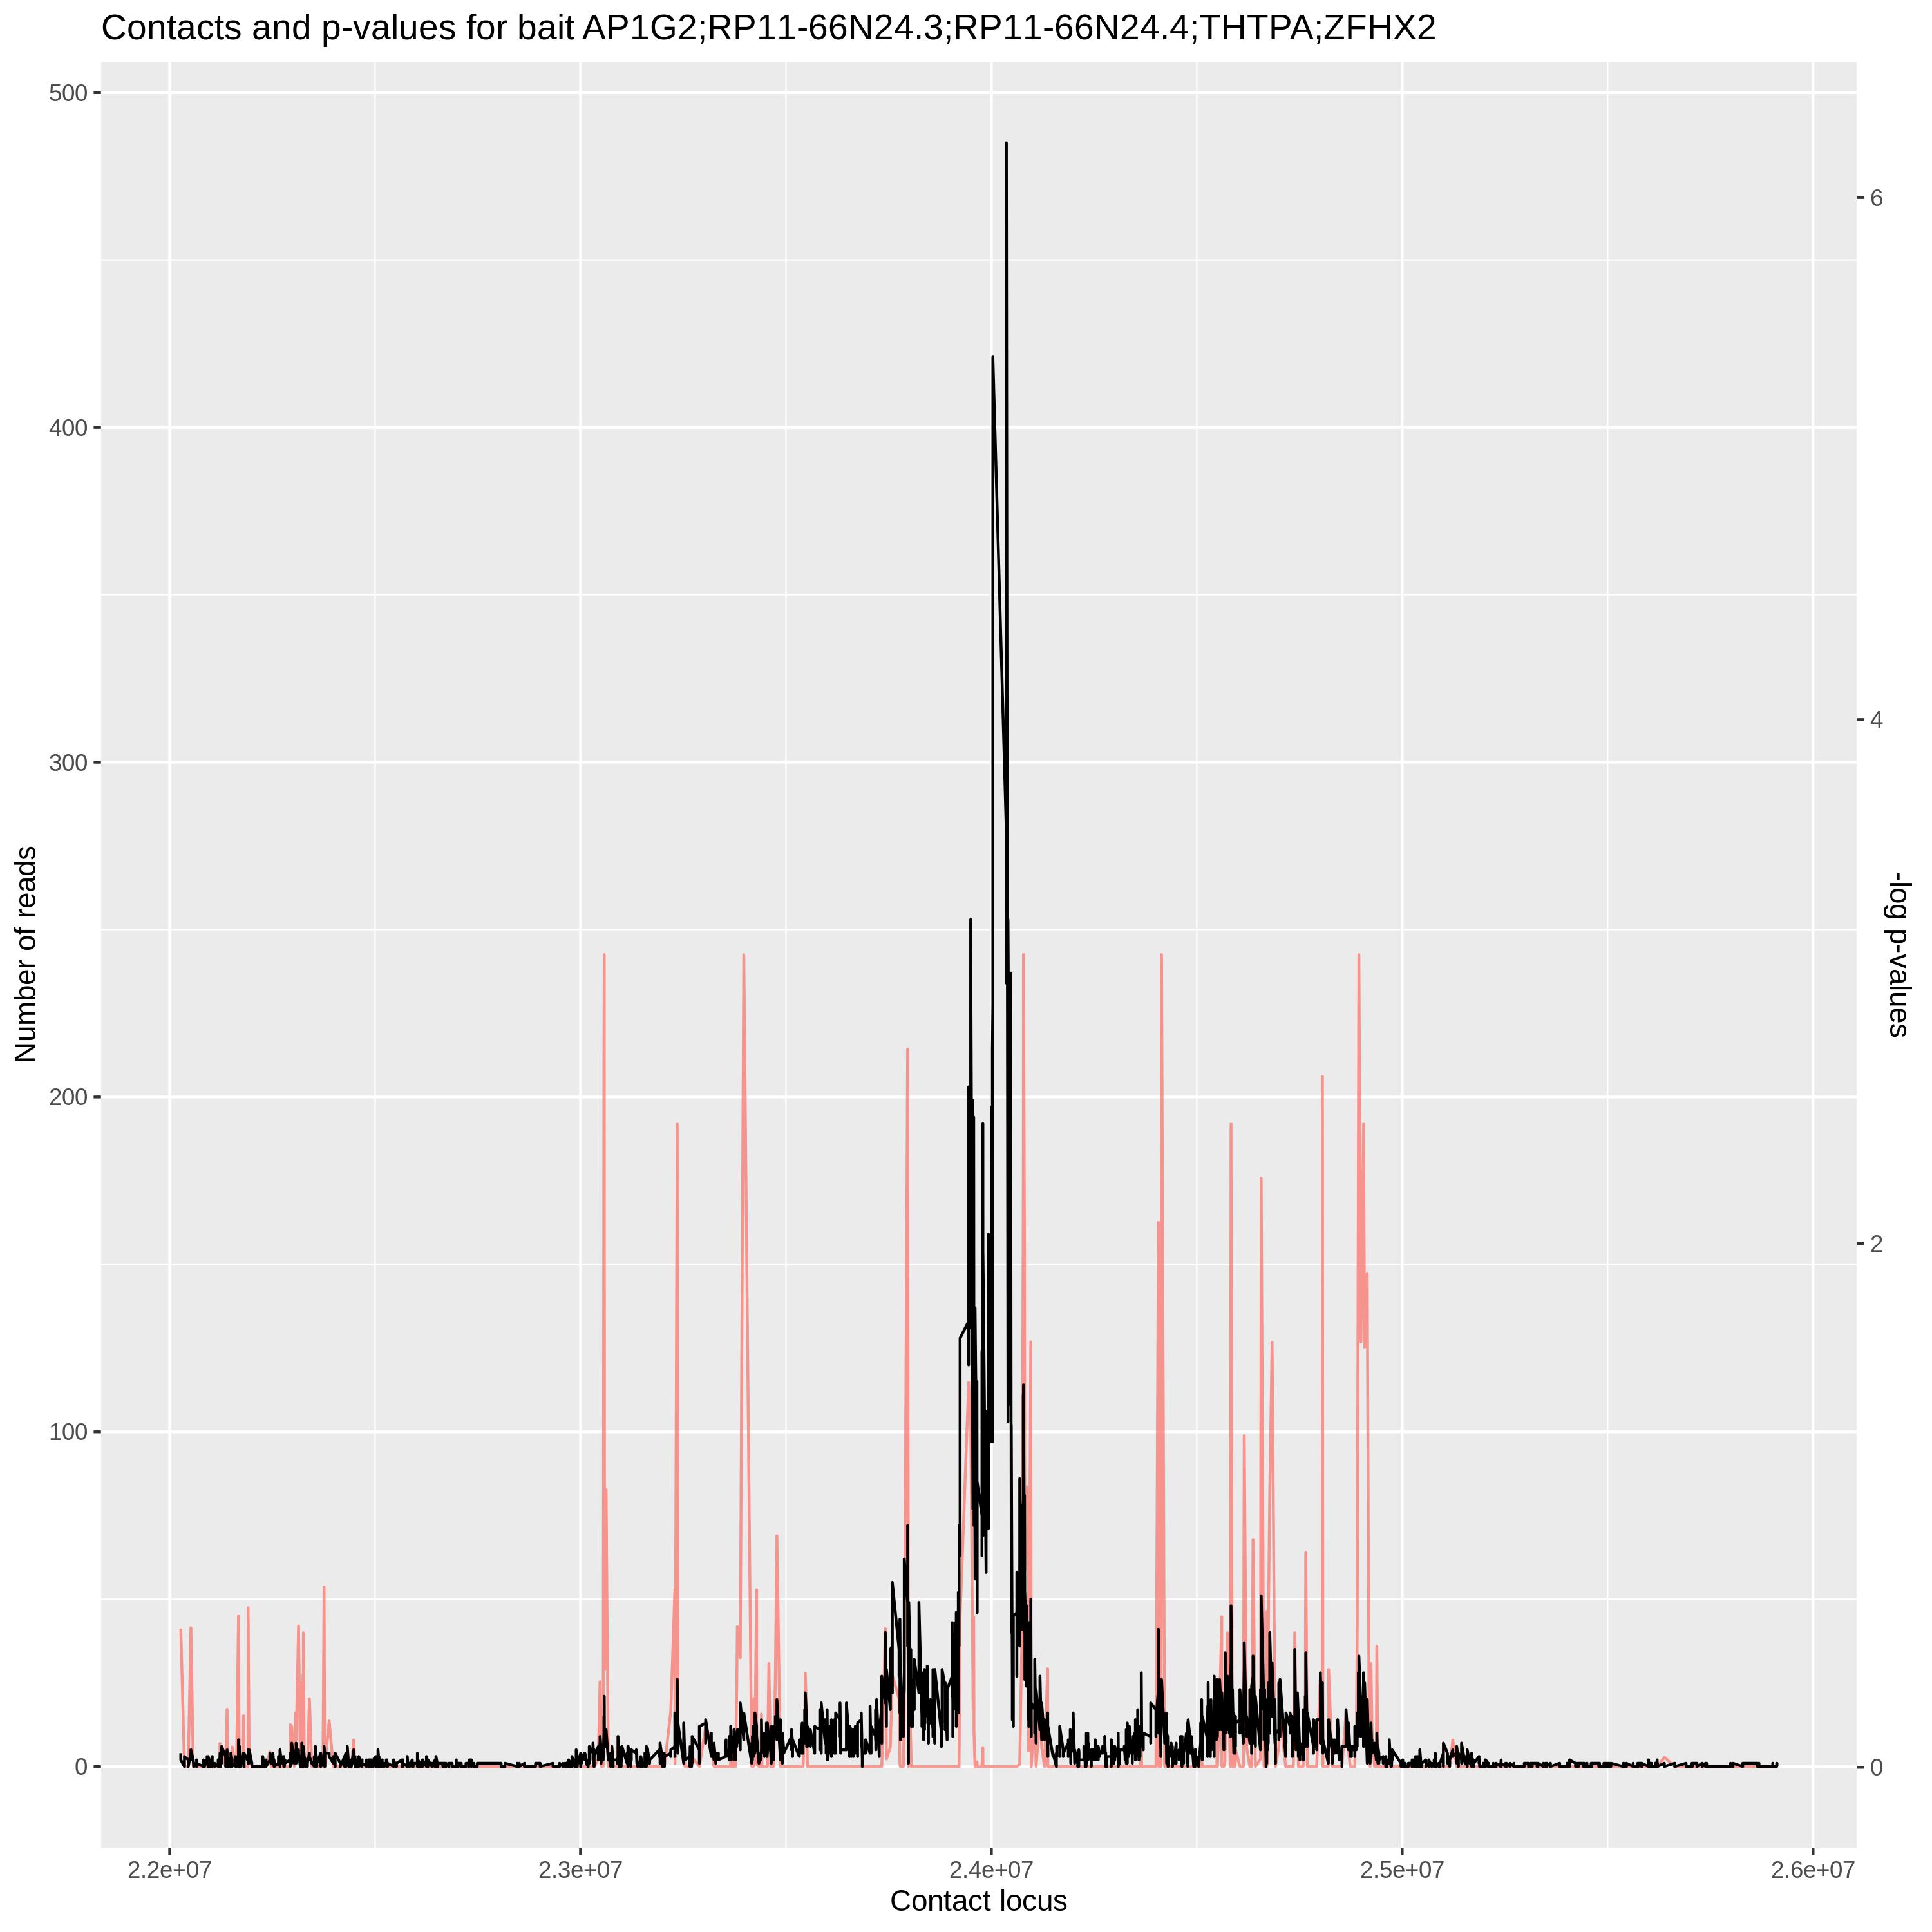 Contacts and p-values for bait AP1G2;RP11-66N24.3;RP11-66N24.4;THTPA;ZFHX2
500
400
300
200
100
0
Number of reads
6
4
2
0
-log p-values
2.2e+07
2.3e+07
2.4e+07
2.5e+07
2.6e+07
Contact locus